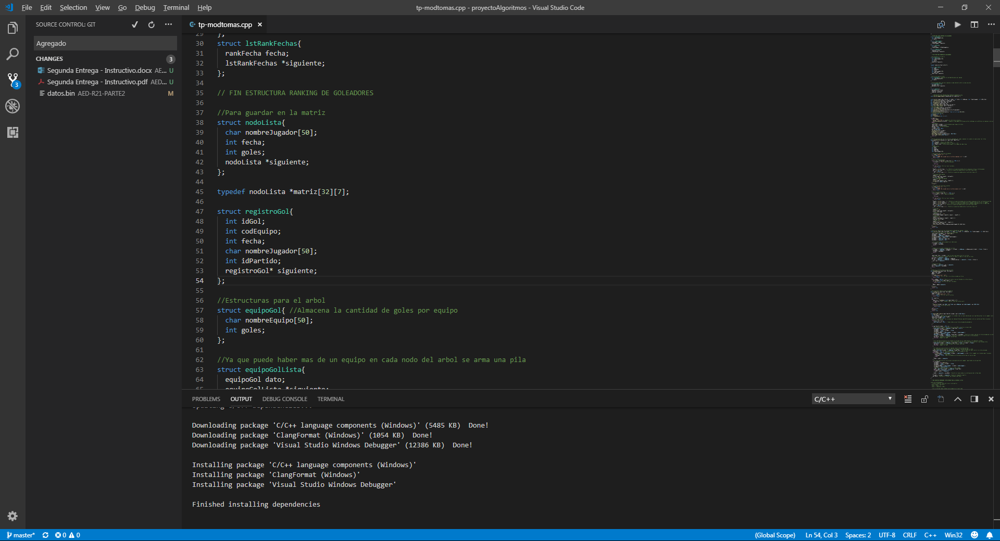 File Edit Selection View Go Debug Terminal Help
tp-modtomas.cpp - proyectoAlgoritmos - Visual Studio Code
SOURCE CONTROL: GIT
Agregado
CHANGES 3
Segunda Entrega - Instructivo.docx AE... U
Segunda Entrega - Instructivo.pdf AED... U
datos.bin AED-R21-PARTE2 M
3
tp-modtomas.cpp
29 };
30 struct lstRankFechas{
31 rankFecha fecha;
32 lstRankFechas *siguiente;
33 };
34
35 // FIN ESTRUCTURA RANKING DE GOLEADORES
36
37 //Para guardar en la matriz
38 struct nodoLista{
39 char nombreJugador[50];
40 int fecha;
41 int goles;
42 nodoLista *siguiente;
43 };
44
45 typedef nodoLista *matriz[32][7];
46
47 struct registroGol{
48 int idGol;
49 int codEquipo;
50 int fecha;
51 char nombreJugador[50];
52 int idPartido;
53 registroGol* siguiente;
54 };
55
56 //Estructuras para el arbol
57 struct equipoGol{ //Almacena la cantidad de goles por equipo
58 char nombreEquipo[50];
59 int goles;
60 };
61
62 //Ya que puede haber mas de un equipo en cada nodo del arbol se arma una pila
63 struct equipoGolLista{
64 equipoGol dato;
65 equipoGolLista *siguiente;
PROBLEMS OUTPUT DEBUG CONSOLE TERMINAL
C/C++
Updating C/C++ dependencies...
Downloading package 'C/C++ language components (Windows)' (5485 KB)  Done!
Downloading package 'ClangFormat (Windows)' (1054 KB)  Done!
Downloading package 'Visual Studio Windows Debugger' (12386 KB)  Done!
Installing package 'C/C++ language components (Windows)'
Installing package 'ClangFormat (Windows)'
Installing package 'Visual Studio Windows Debugger'
Finished installing dependencies
master* 0 0
(Global Scope) Ln 54, Col 3 Spaces: 2 UTF-8 CRLF C++ Win32